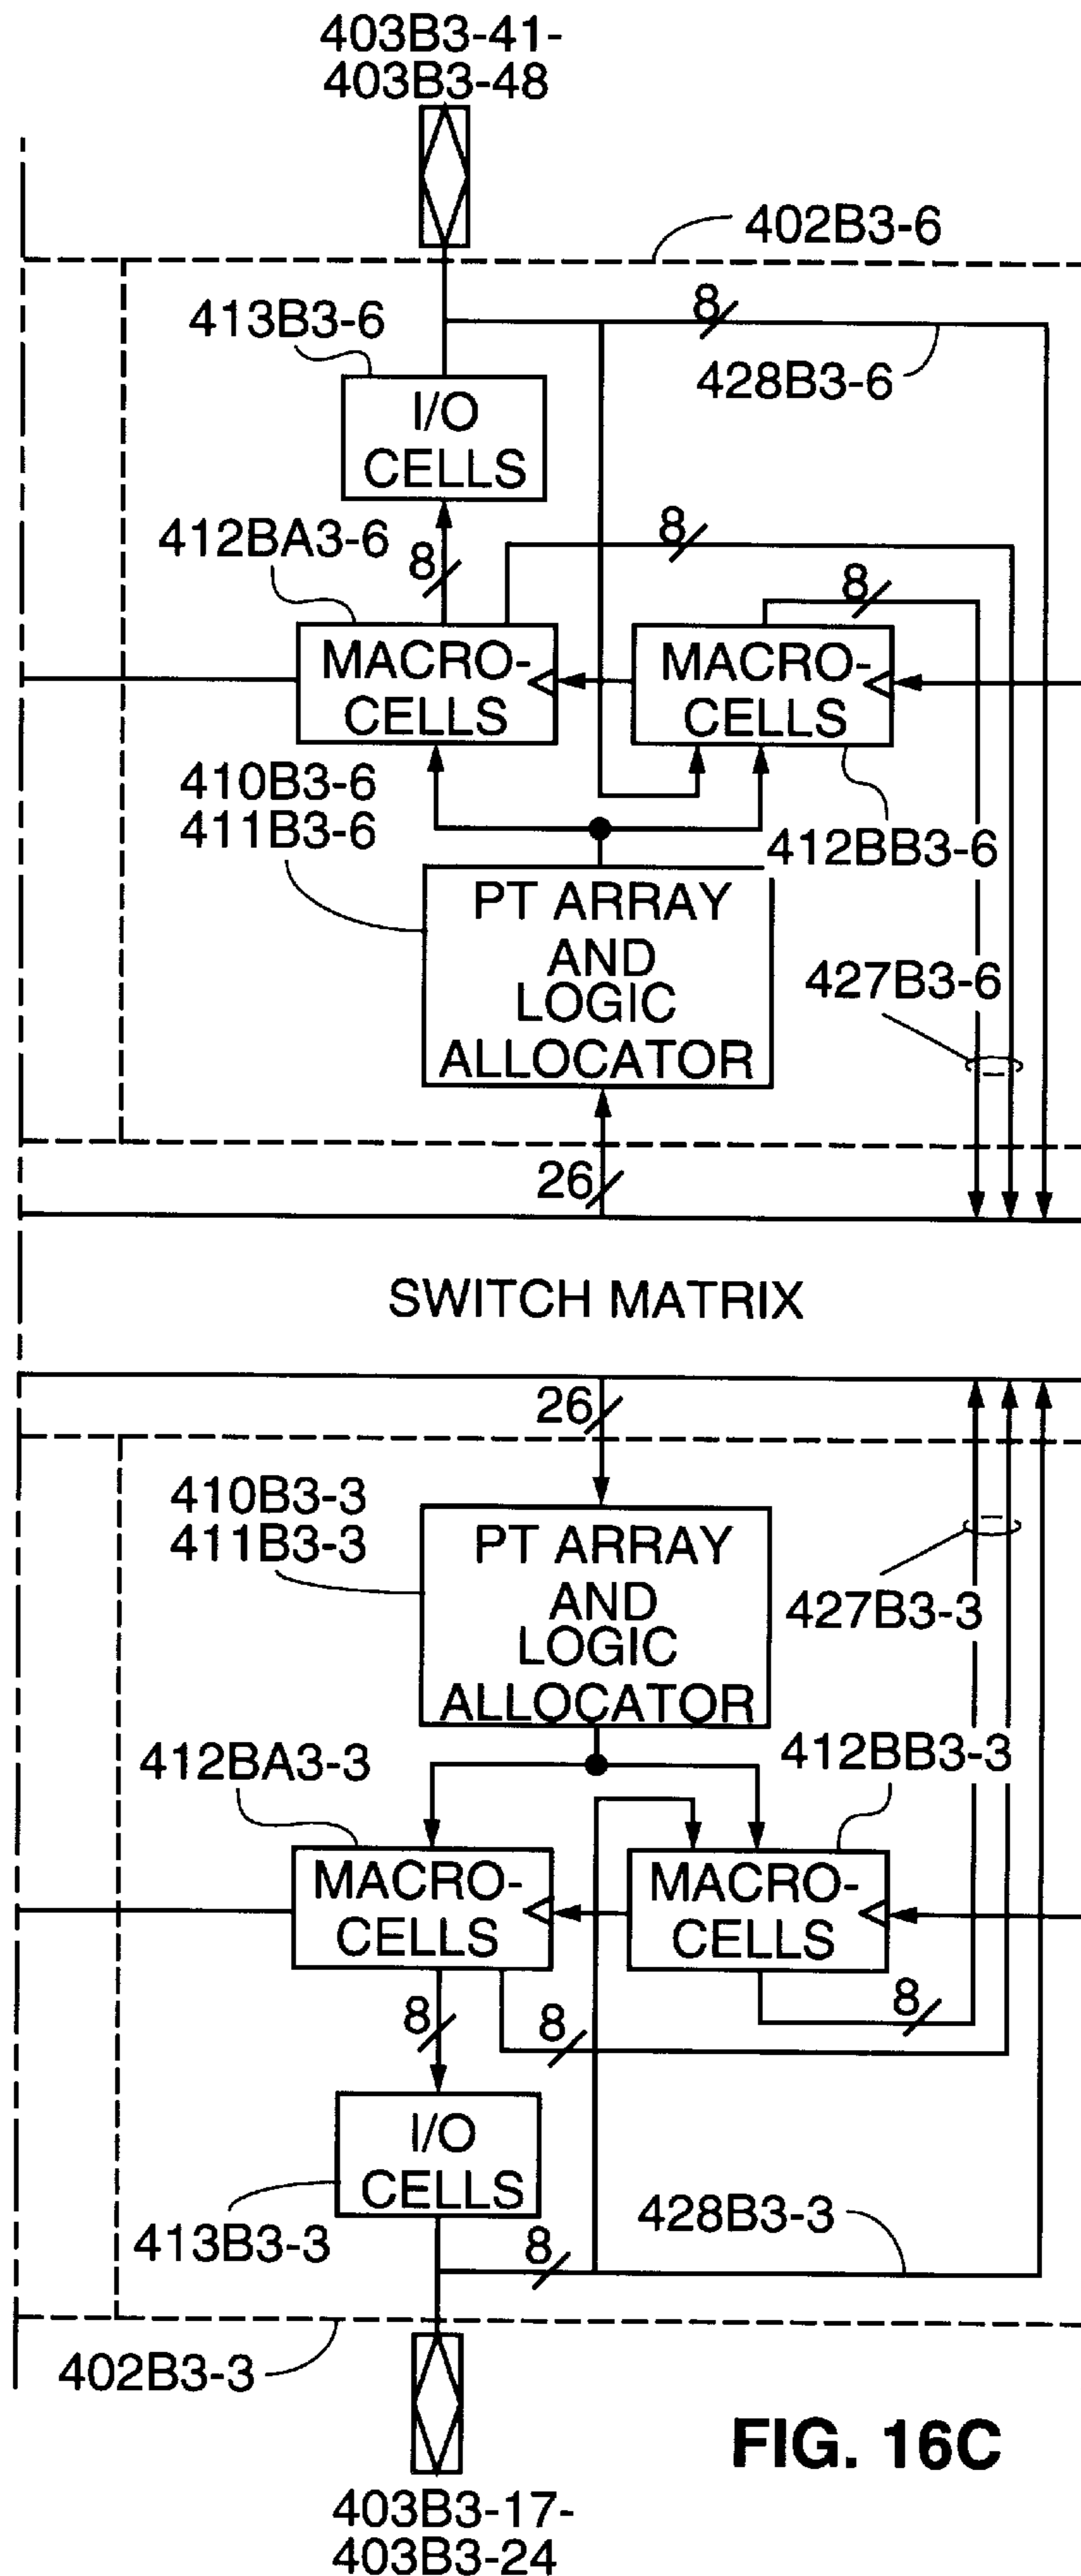 403B3-41-
403B3-48
402B3-6
8
413B3-6
428B3-6
I/O
CELLS
8
412BA3-6
8
8
MACRO-
CELLS
MACRO-
CELLS
410B3-6
411B3-6
412BB3-6
PT ARRAY
AND
LOGIC
ALLOCATOR
427B3-6
26
SWITCH MATRIX
26
410B3-3
411B3-3
PT ARRAY
AND
LOGIC
ALLOCATOR
427B3-3
412BA3-3
412BB3-3
MACRO-
CELLS
MACRO-
CELLS
8
8
8
I/O
CELLS
428B3-3
413B3-3
8
402B3-3
FIG. 16C
403B3-17-
403B3-24